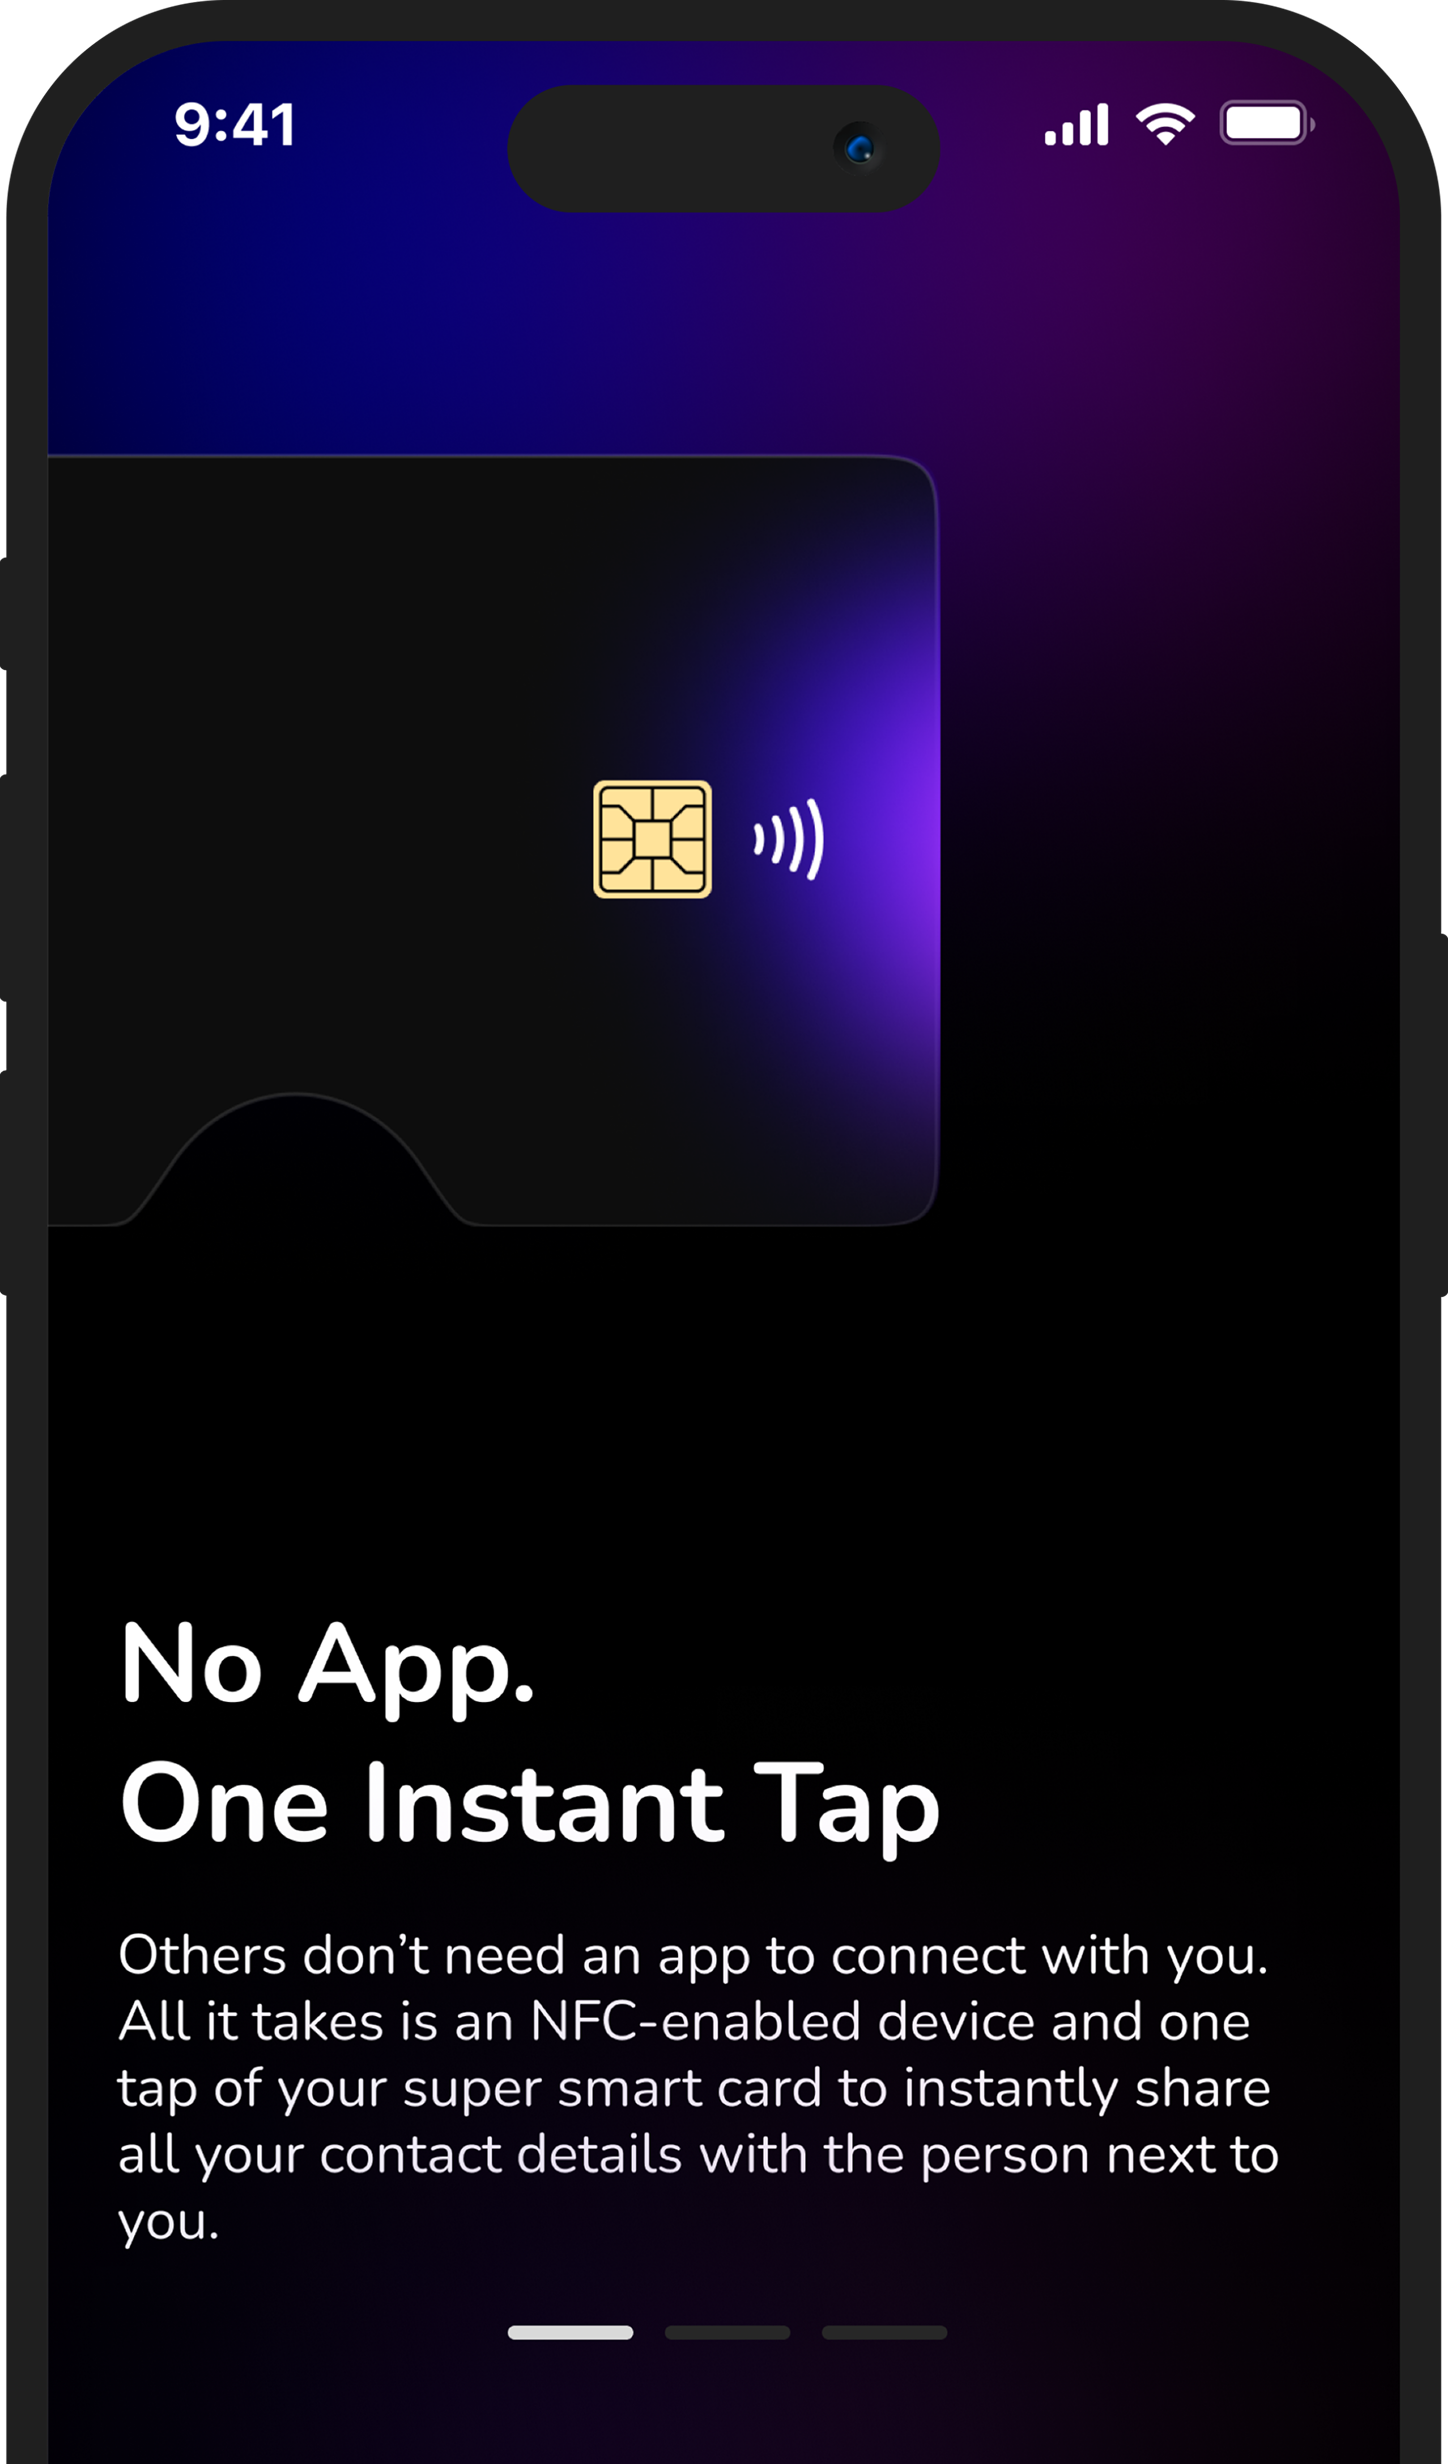 9:41
No App.
One Instant Tap
Others don’t need an app to connect with you.
All it takes is an NFC-enabled device and one
tap of your super smart card to instantly share
all your contact details with the person next to
you.